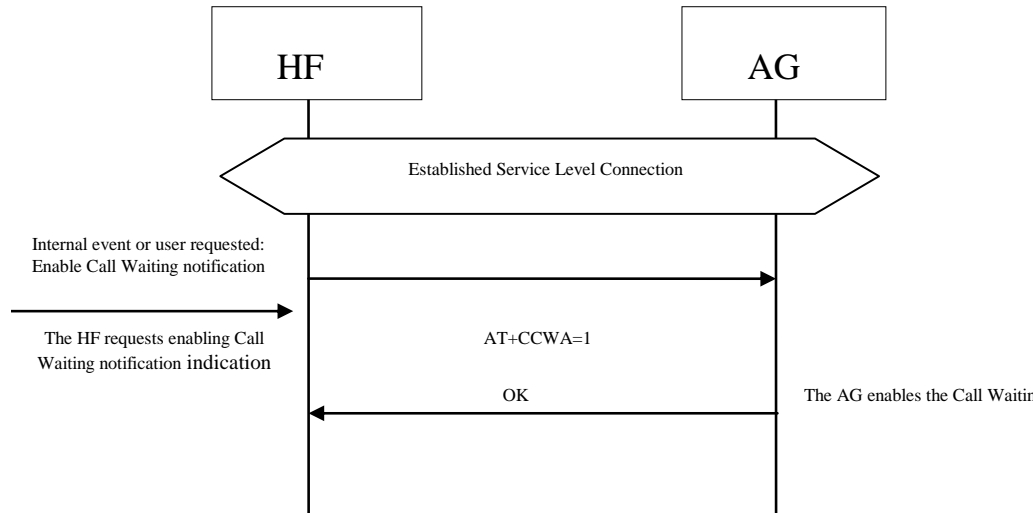 HF
AG
Established Service Level Connection
Internal event or user requested:
Enable Call Waiting notification
The HF requests enabling Call
Waiting notification indication
AT+CCWA=1
OK
The AG enables the Call